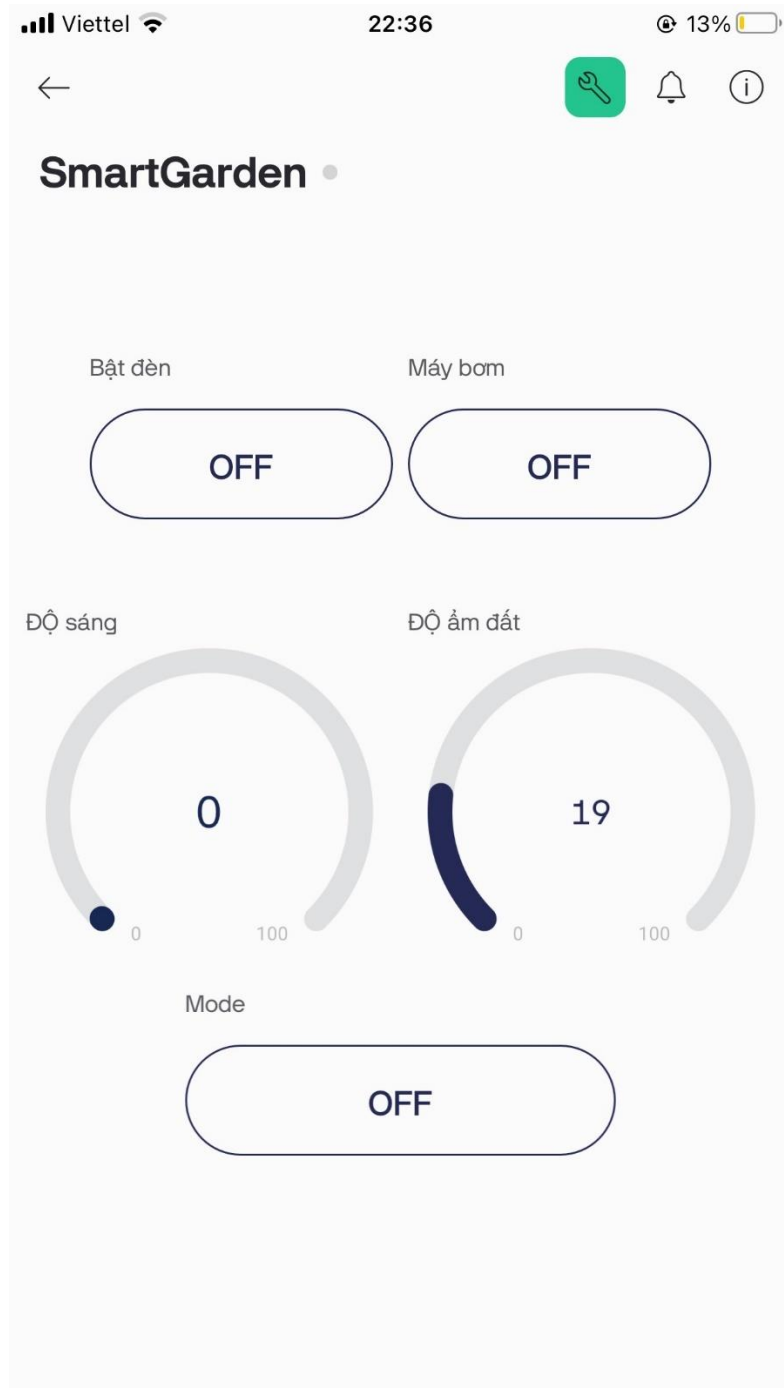 Viettel 22:36 13%
SmartGarden
Bật đèn Máy bơm
OFF OFF
ĐỘ sáng ĐỘ ẩm đất
0 19
0 100 0 100
Mode
OFF